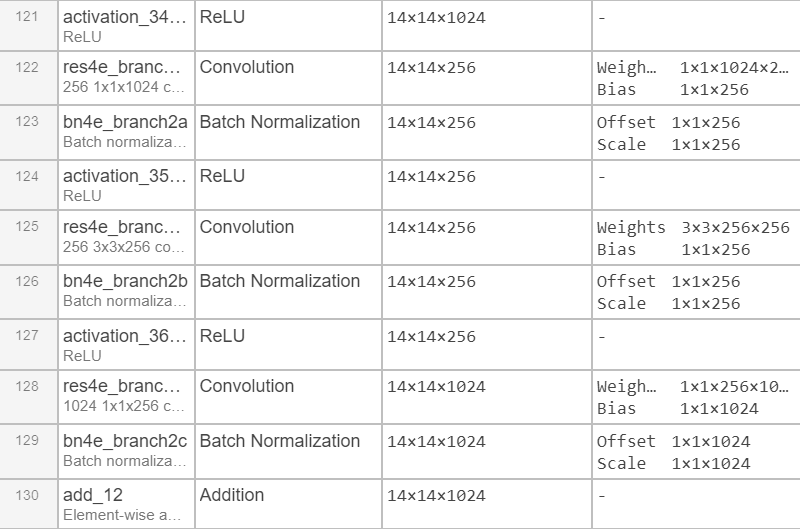 121 activation_34… ReLU 14×14×1024 -
ReLU
122 res4e_branc… Convolution 14×14×256 Weigh… 1×1×1024×2…
256 1x1x1024 c… Bias 1×1×256
123 bn4e_branch2a Batch Normalization 14×14×256 Offset 1×1×256
Batch normaliza… Scale 1×1×256
124 activation_35… ReLU 14×14×256 -
ReLU
125 res4e_branc… Convolution 14×14×256 Weights 3×3×256×256
256 3x3x256 co… Bias 1×1×256
126 bn4e_branch2b Batch Normalization 14×14×256 Offset 1×1×256
Batch normaliza… Scale 1×1×256
127 activation_36… ReLU 14×14×256 -
ReLU
128 res4e_branc… Convolution 14×14×1024 Weigh… 1×1×256×10…
1024 1x1x256 c… Bias 1×1×1024
129 bn4e_branch2c Batch Normalization 14×14×1024 Offset 1×1×1024
Batch normaliza… Scale 1×1×1024
130 add_12 Addition 14×14×1024 -
Element-wise a…